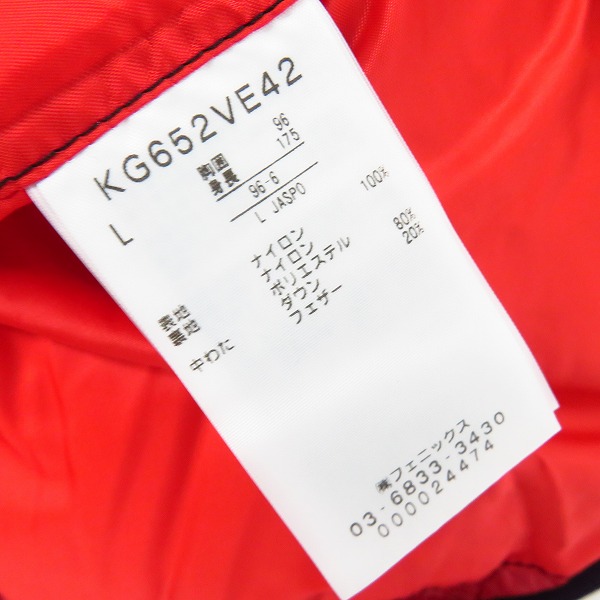 KG652VE42
L
胸囲 96
身長 175
96-6
L JASPO
表地 ナイロン 100%
裏地 ナイロン
ポリエステル
中わた ダウン 80%
フェザー 20%
㈱フェニックス
03-6833-3430
000024474